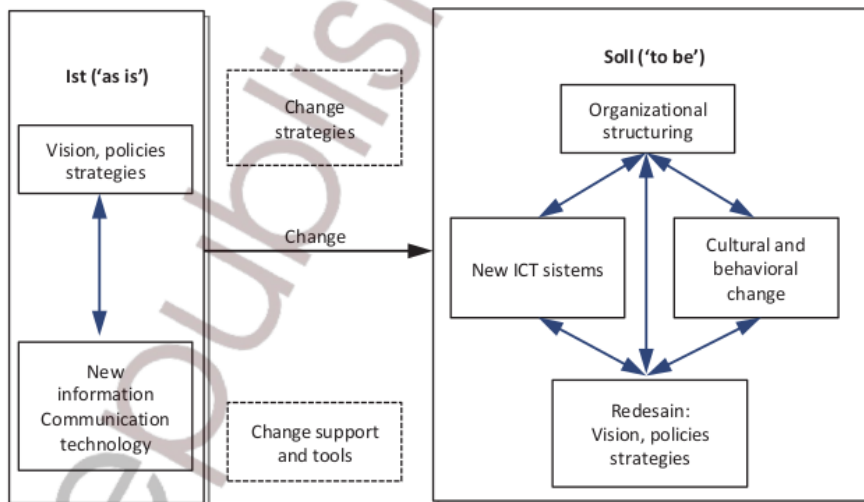 Ist ('as is')
Vision, policies
strategies
New
information
Communication
technology
Change
strategies
Change
Change support
and tools
Soll ('to be')
Organizational
structuring
New ICT sistems
Cultural and
behavioral
change
Redesain:
Vision, policies
strategies
epublis